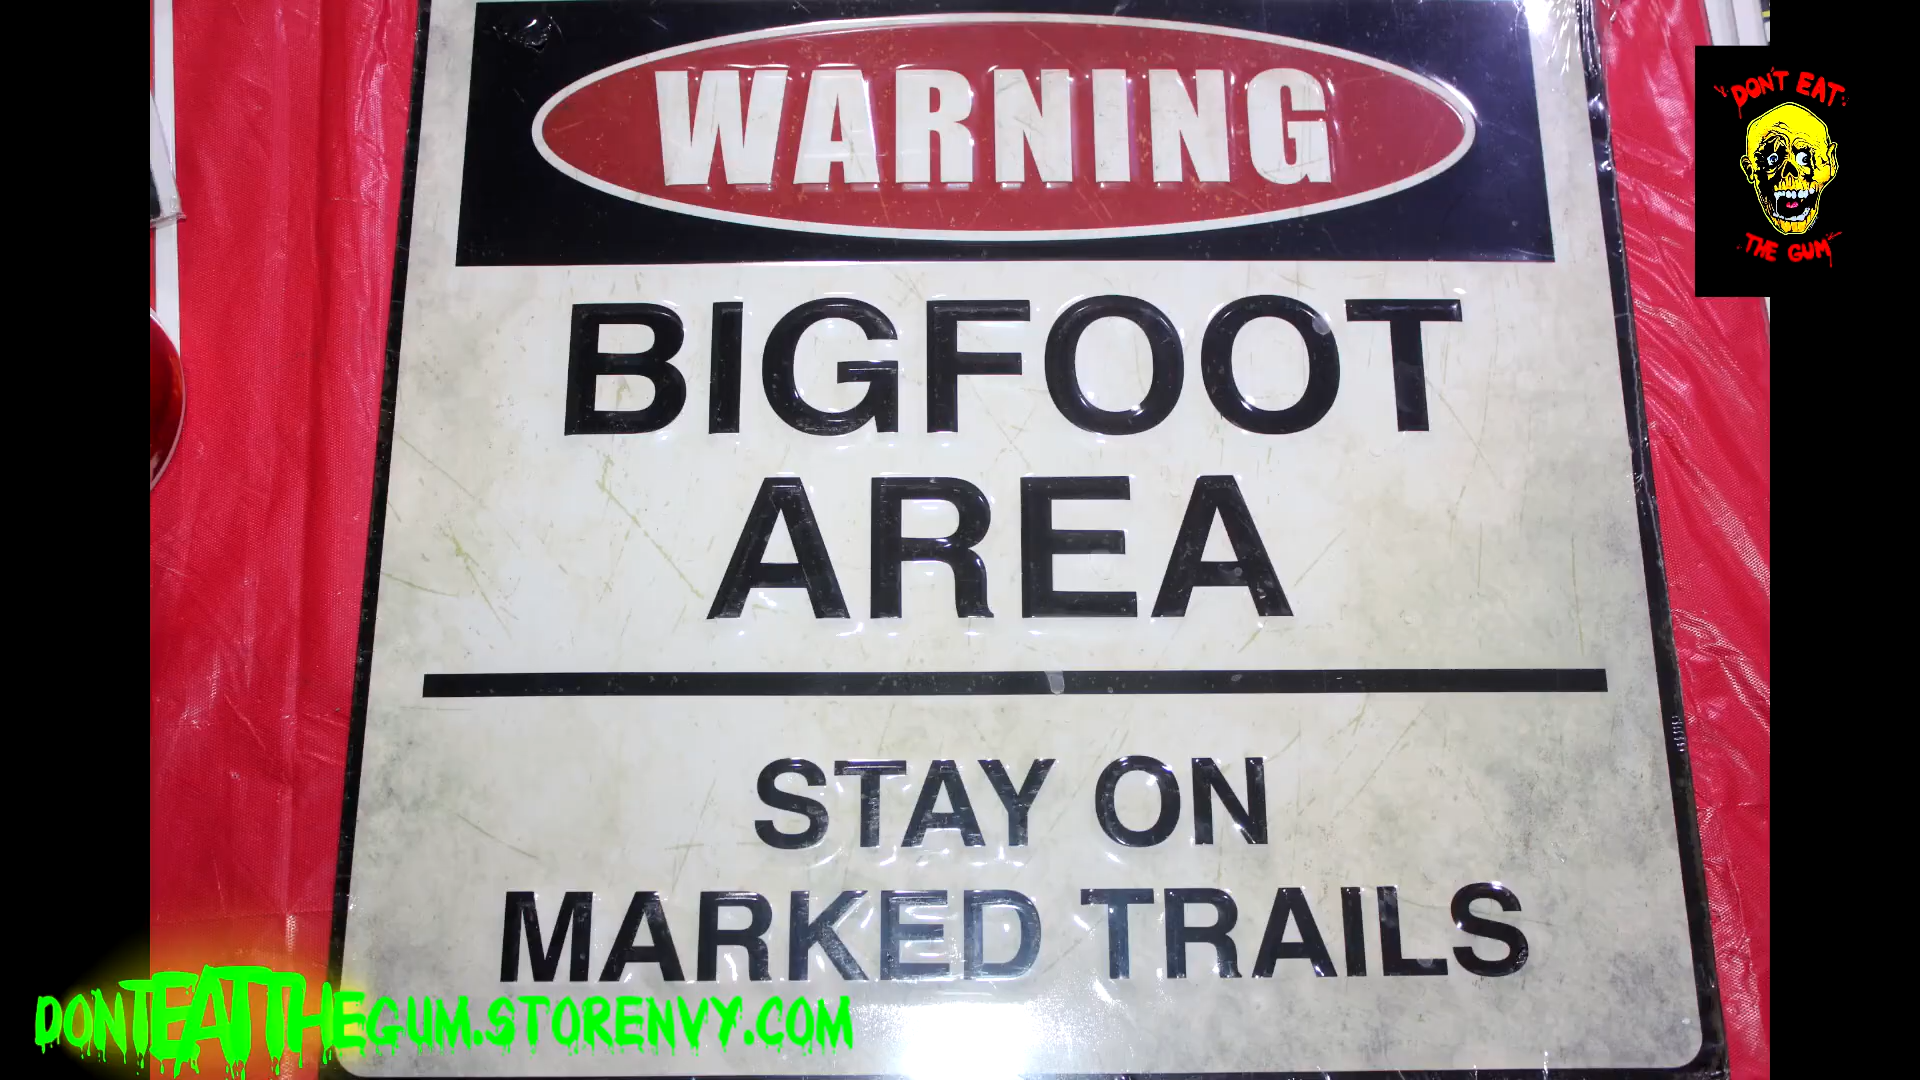 WARNING
BIGFOOT
AREA
STAY ON
MARKED TRAILS
DON'T EAT
THE GUM
DONTEATTHEGUM.STORENVY.COM